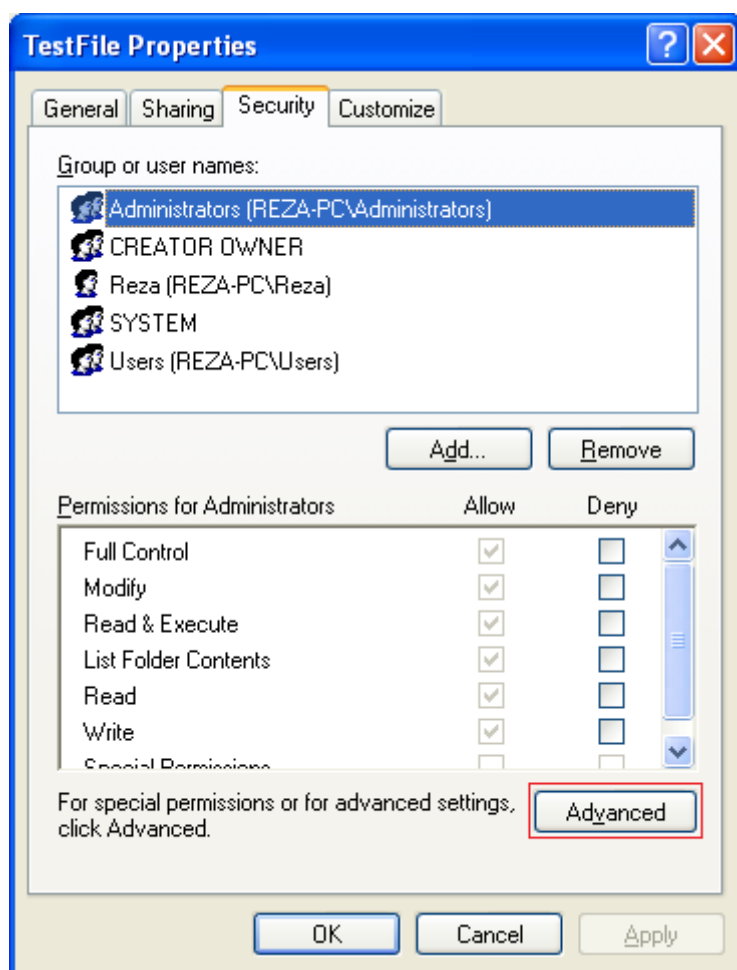 TestFile Properties
General Sharing Security Customize
Group or user names:
Administrators (REZA-PC\Administrators)
CREATOR OWNER
Reza (REZA-PC\Reza)
SYSTEM
Users (REZA-PC\Users)
Add... Remove
Permissions for Administrators Allow Deny
Full Control
Modify
Read & Execute
List Folder Contents
Read
Write
Special Permissions
For special permissions or for advanced settings,
click Advanced.
Advanced
OK Cancel Apply